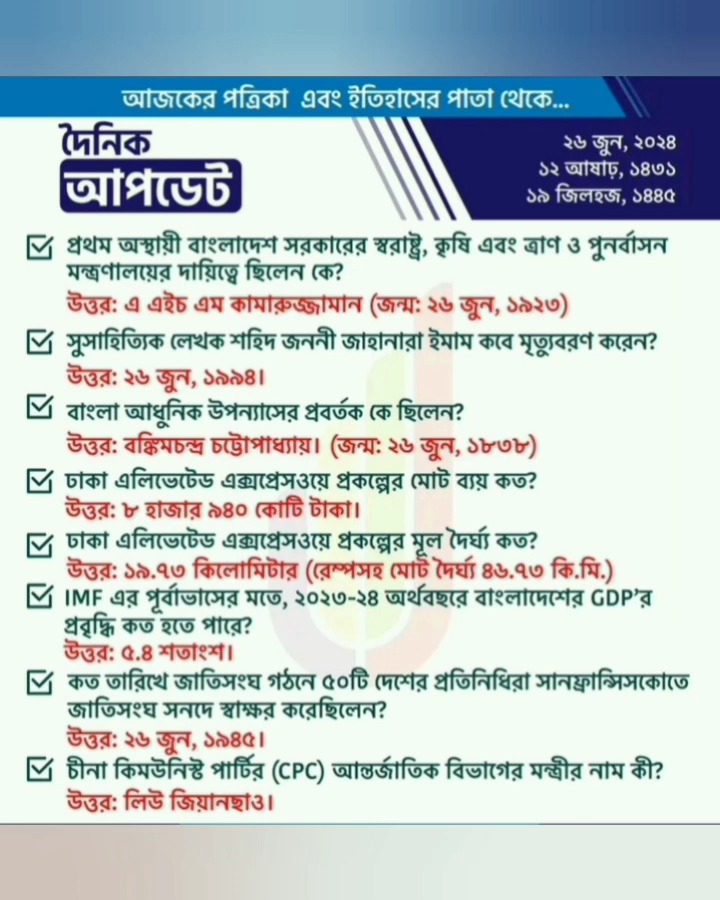 আজকের পত্রিকা এবং ইতিহাসের পাতা থেকে...
দৈনিক
আপডেট
২৬ জুন, ২০২৪
১২ আষাঢ়, ১৪৩১
১৯ জিলহজ, ১৪৪৫
প্রথম অস্থায়ী বাংলাদেশ সরকারের স্বরাষ্ট্র, কৃষি এবং ত্রাণ ও পুনর্বাসন
মন্ত্রণালয়ের দায়িত্বে ছিলেন কে?
উত্তর: এ এইচ এম কামারুজ্জামান (জন্ম: ২৬ জুন, ১৯২৩)
সুসাহিত্যিক লেখক শহিদ জননী জাহানারা ইমাম কবে মৃত্যুবরণ করেন?
উত্তর: ২৬ জুন, ১৯৯৪।
বাংলা আধুনিক উপন্যাসের প্রবর্তক কে ছিলেন?
উত্তর: বঙ্কিমচন্দ্র চট্টোপাধ্যায়। (জন্ম: ২৬ জুন, ১৮৩৮)
ঢাকা এলিভেটেড এক্সপ্রেসওয়ে প্রকল্পের মোট ব্যয় কত?
উত্তর: ৮ হাজার ৯৪০ কোটি টাকা।
ঢাকা এলিভেটেড এক্সপ্রেসওয়ে প্রকল্পের মূল দৈর্ঘ্য কত?
উত্তর: ১৯.৭৩ কিলোমিটার (রেম্পসহ মোট দৈর্ঘ্য ৪৬.৭৩ কি.মি.)
IMF এর পূর্বাভাসের মতে, ২০২৩-২৪ অর্থবছরে বাংলাদেশের GDP'র
প্রবৃদ্ধি কত হতে পারে?
উত্তর: ৫.৪ শতাংশ।
কত তারিখে জাতিসংঘ গঠনে ৫০টি দেশের প্রতিনিধিরা সানফ্রান্সিসকোতে
জাতিসংঘ সনদে স্বাক্ষর করেছিলেন?
উত্তর: ২৬ জুন, ১৯৪৫।
চীনা কিমউনিস্ট পার্টির (CPC) আন্তর্জাতিক বিভাগের মন্ত্রীর নাম কী?
উত্তর: লিউ জিয়ানছাও।